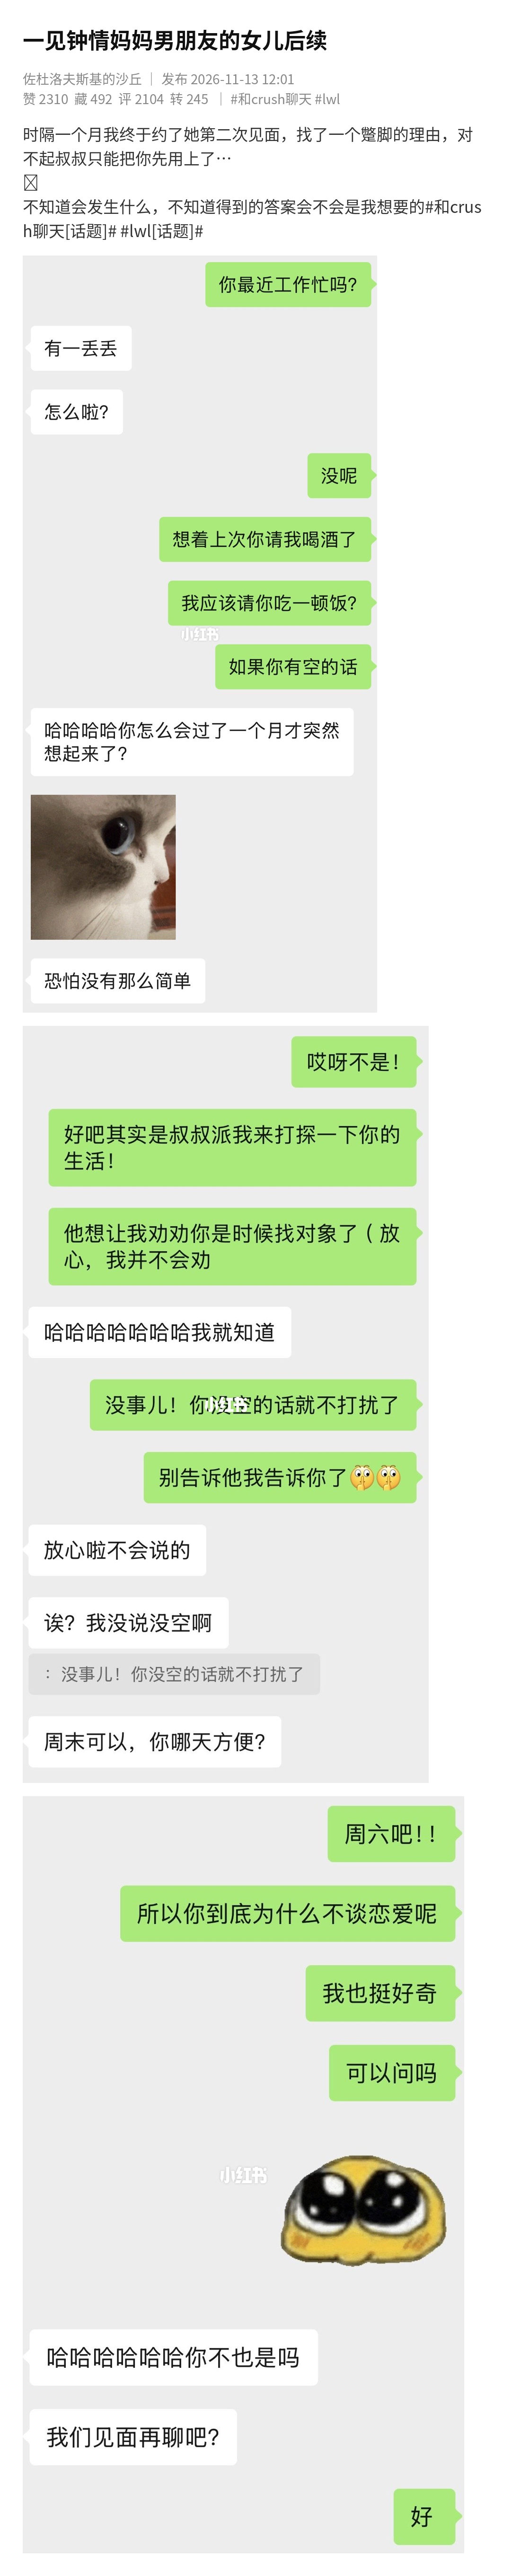 一见钟情妈妈男朋友的女儿后续
佐杜洛夫斯基的沙丘 | 发布 2026-11-13 12:01
赞 2310 藏 492 评 2104 转 245 | #和crush聊天 #lwl
时隔一个月我终于约了她第二次见面，找了一个蹩脚的理由，对
不起叔叔只能把你先用上了…
不知道会发生什么，不知道得到的答案会不会是我想要的#和crus
h聊天[话题]# #lwl[话题]#
你最近工作忙吗?
有一丢丢
怎么啦?
没呢
想着上次你请我喝酒了
我应该请你吃一顿饭?
小红书
如果你有空的话
哈哈哈哈你怎么会过了一个月才突然
想起来了?
恐怕没有那么简单
哎呀不是！
好吧其实是叔叔派我来打探一下你的
生活！
他想让我劝劝你是时候找对象了（放
心，我并不会劝
哈哈哈哈哈哈哈我就知道
没事儿！你没空的话就不打扰了
小红书
别告诉他我告诉你了🤫🤫
放心啦不会说的
诶？我没说没空啊
：没事儿！你没空的话就不打扰了
周末可以，你哪天方便?
周六吧！！
所以你到底为什么不谈恋爱呢
我也挺好奇
可以问吗
小红书
哈哈哈哈哈哈你不也是吗
我们见面再聊吧?
好